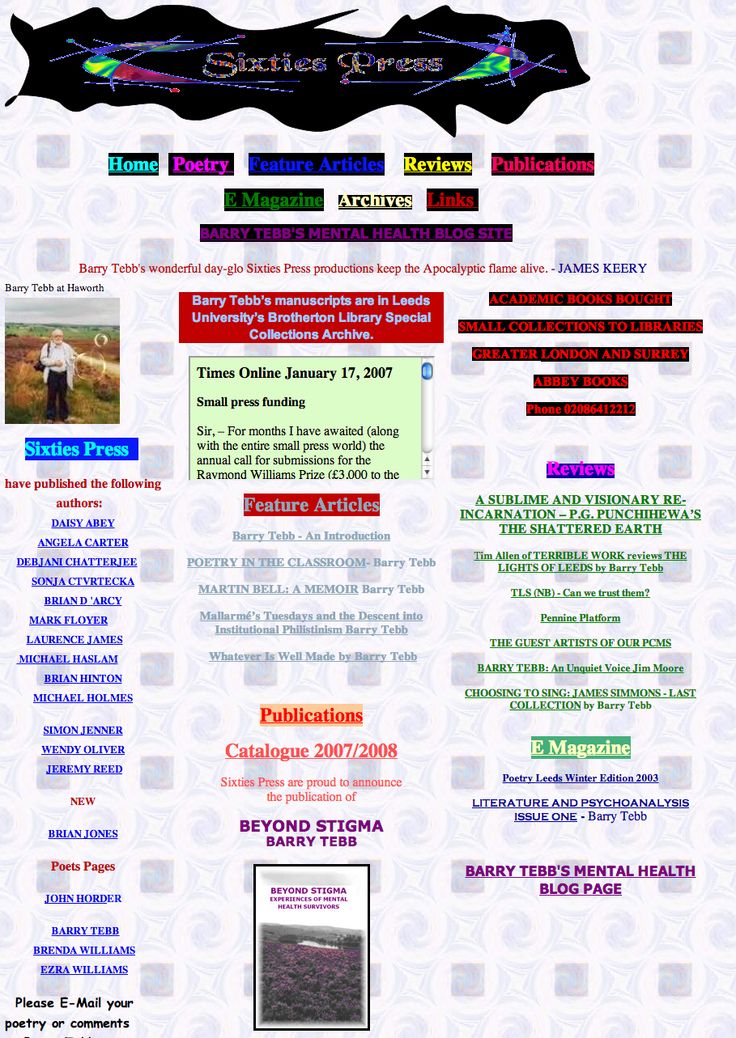 Sixties Press
Home Poetry Feature Articles Reviews Publications
E Magazine Archives Links
BARRY TEBB'S MENTAL HEALTH BLOG SITE
Barry Tebb's wonderful day-glo Sixties Press productions keep the Apocalyptic flame alive. - JAMES KEERY
Barry Tebb at Haworth
Sixties Press
have published the following
authors:
DAISY ABEY
ANGELA CARTER
DEBJANI CHATTERJEE
SONJA CTVRTECKA
BRIAN D 'ARCY
MARK FLOYER
LAURENCE JAMES
MICHAEL HASLAM
BRIAN HINTON
MICHAEL HOLMES
SIMON JENNER
WENDY OLIVER
JEREMY REED
NEW
BRIAN JONES
Poets Pages
JOHN HORDER
BARRY TEBB
BRENDA WILLIAMS
EZRA WILLIAMS
Please E-Mail your
poetry or comments
Barry Tebb's manuscripts are in Leeds
University's Brotherton Library Special
Collections Archive.
Times Online January 17, 2007
Small press funding
Sir, – For months I have awaited (along
with the entire small press world) the
annual call for submissions for the
Raymond Williams Prize (£3,000 to the
Feature Articles
Barry Tebb - An Introduction
POETRY IN THE CLASSROOM- Barry Tebb
MARTIN BELL: A MEMOIR Barry Tebb
Mallarmé's Tuesdays and the Descent into
Institutional Philistinism Barry Tebb
Whatever Is Well Made by Barry Tebb
Publications
Catalogue 2007/2008
Sixties Press are proud to announce
the publication of
BEYOND STIGMA
BARRY TEBB
BEYOND STIGMA
EXPERIENCES OF MENTAL
HEALTH SURVIVORS
ACADEMIC BOOKS BOUGHT
SMALL COLLECTIONS TO LIBRARIES
GREATER LONDON AND SURREY
ABBEY BOOKS
Phone 02086412212
Reviews
A SUBLIME AND VISIONARY RE-
INCARNATION – P.G. PUNCHIHEWA'S
THE SHATTERED EARTH
Tim Allen of TERRIBLE WORK reviews THE
LIGHTS OF LEEDS by Barry Tebb
TLS (NB) - Can we trust them?
Pennine Platform
THE GUEST ARTISTS OF OUR PCMS
BARRY TEBB: An Unquiet Voice Jim Moore
CHOOSING TO SING: JAMES SIMMONS - LAST
COLLECTION by Barry Tebb
E Magazine
Poetry Leeds Winter Edition 2003
LITERATURE AND PSYCHOANALYSIS
ISSUE ONE - Barry Tebb
BARRY TEBB'S MENTAL HEALTH
BLOG PAGE